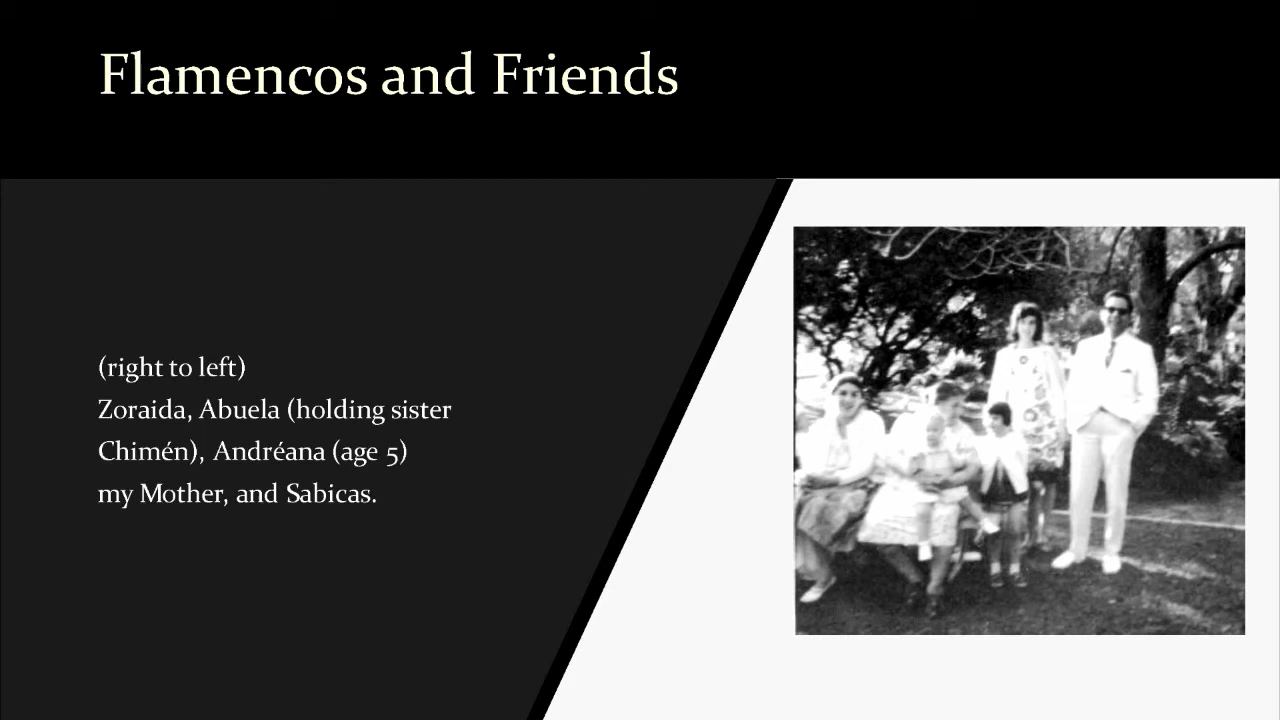 Flamencos and Friends
(right to left)
Zoraida, Abuela (holding sister
Chimén), Andréana (age 5)
my Mother, and Sabicas.